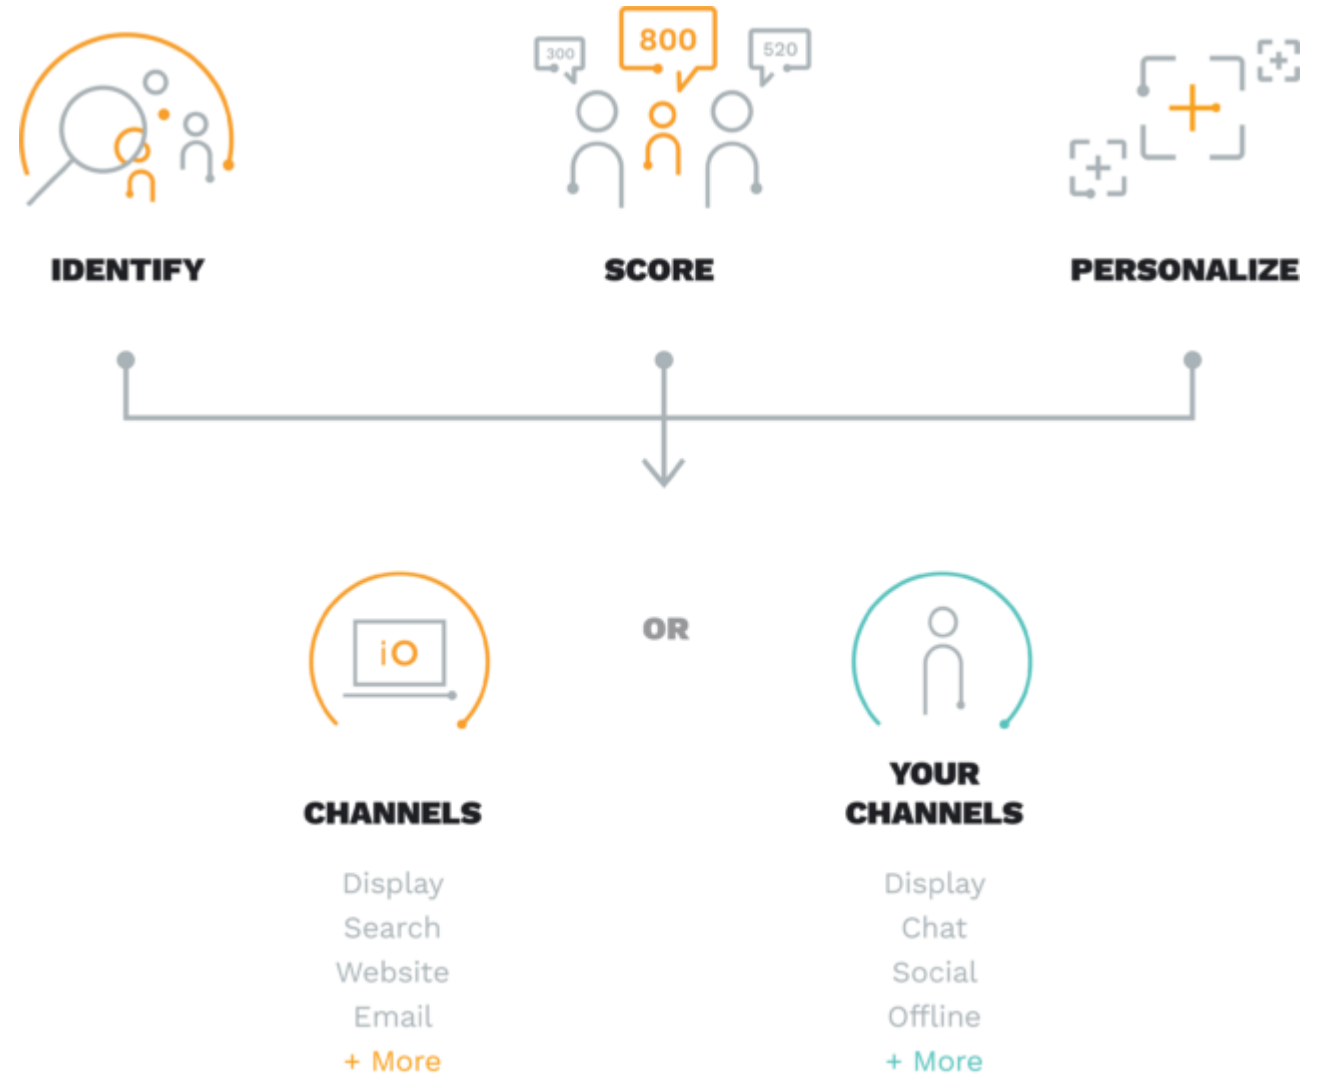 300
800
520
IDENTIFY
SCORE
PERSONALIZE
iO
OR
CHANNELS
Display
Search
Website
Email
+ More
YOUR
CHANNELS
Display
Chat
Social
Offline
+ More